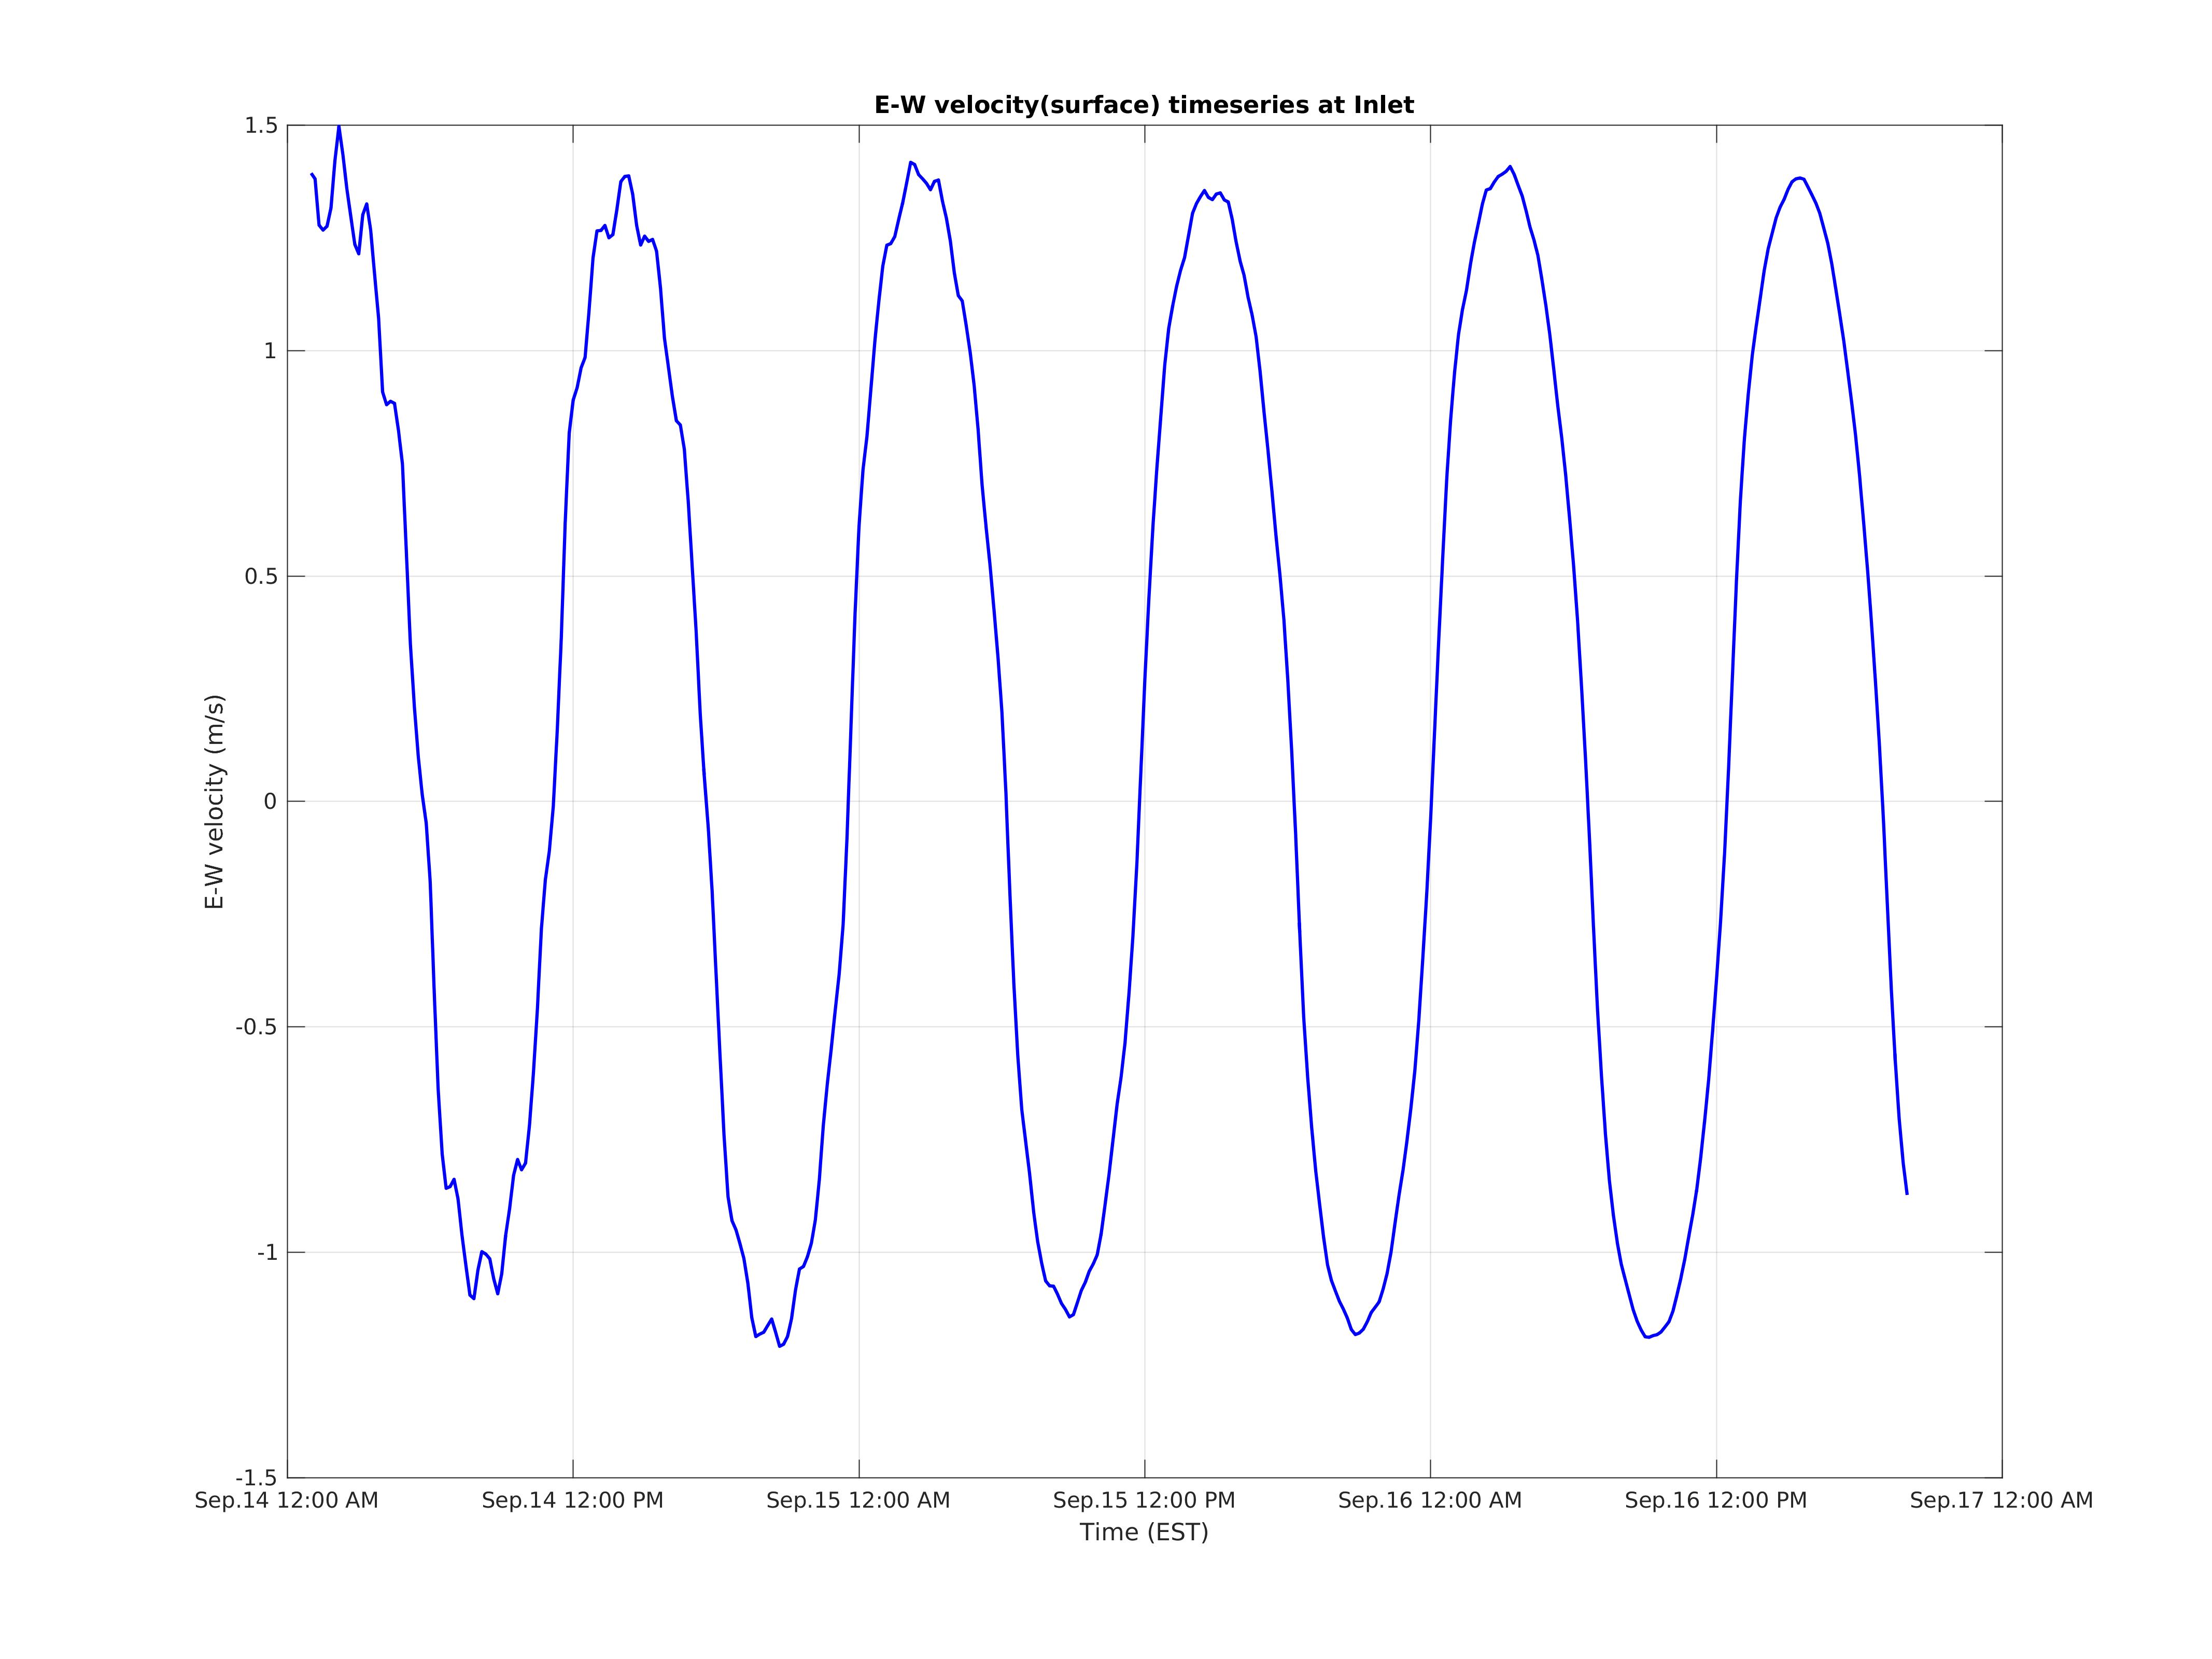 E-W velocity(surface) timeseries at Inlet
1.5
1
0.5
0
-0.5
-1
-1.5
E-W velocity (m/s)
Sep.14 12:00 AM Sep.14 12:00 PM Sep.15 12:00 AM Sep.15 12:00 PM Sep.16 12:00 AM Sep.16 12:00 PM Sep.17 12:00 AM
Time (EST)